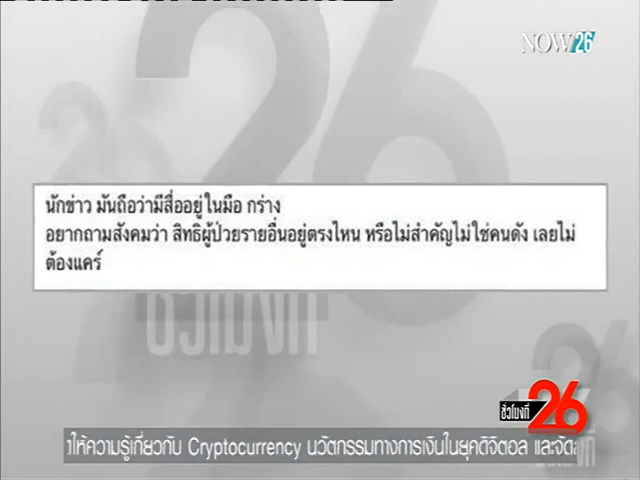 NOW26
นักข่าว มันถือว่ามีสื่ออยู่ในมือ กร่าง
อยากถามสังคมว่า สิทธิผู้ป่วยรายอื่นอยู่ตรงไหน หรือไม่สำคัญไม่ใช่คนดัง เลยไม่
ต้องแคร์
ชั่วโมงที่ 26
ให้ความรู้เกี่ยวกับ Cryptocurrency นวัตกรรมทางการเงินในยุคดิจิตอล และจัด